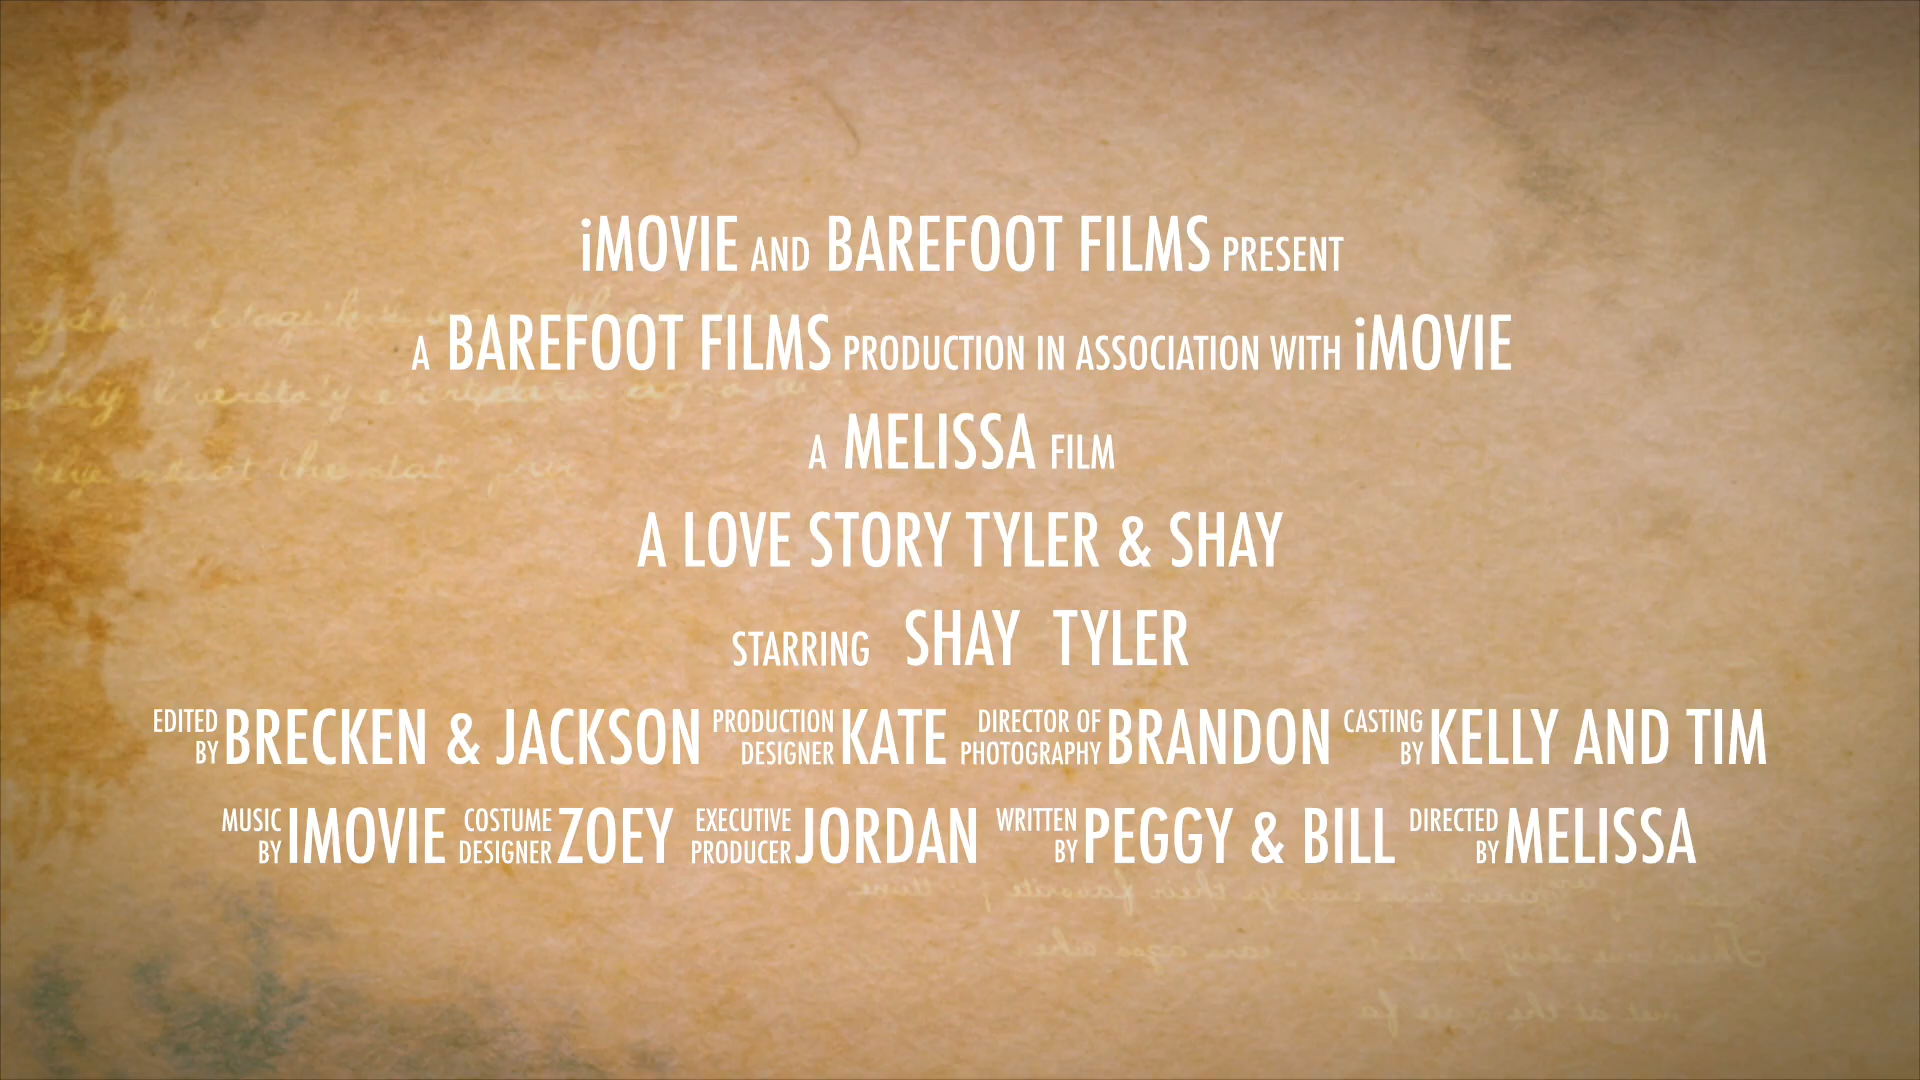 iMOVIE AND BAREFOOT FILMS PRESENT
A BAREFOOT FILMS PRODUCTION IN ASSOCIATION WITH iMOVIE
A MELISSA FILM
A LOVE STORY TYLER & SHAY
STARRING SHAY TYLER
EDITED BY BRECKEN & JACKSON PRODUCTION DESIGNER KATE DIRECTOR OF PHOTOGRAPHY BRANDON CASTING BY KELLY AND TIM
MUSIC BY IMOVIE COSTUME DESIGNER ZOEY EXECUTIVE PRODUCER JORDAN WRITTEN BY PEGGY & BILL DIRECTED BY MELISSA